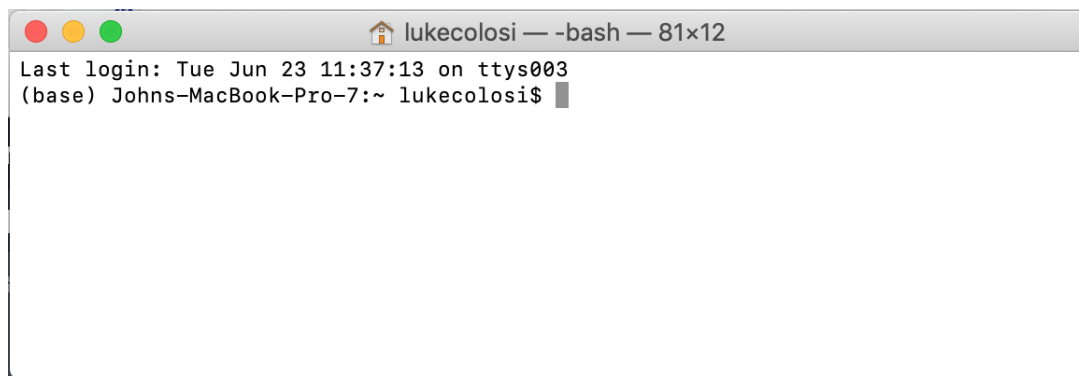 lukecolosi — -bash — 81×12
Last login: Tue Jun 23 11:37:13 on ttys003
(base) Johns-MacBook-Pro-7:~ lukecolosi$